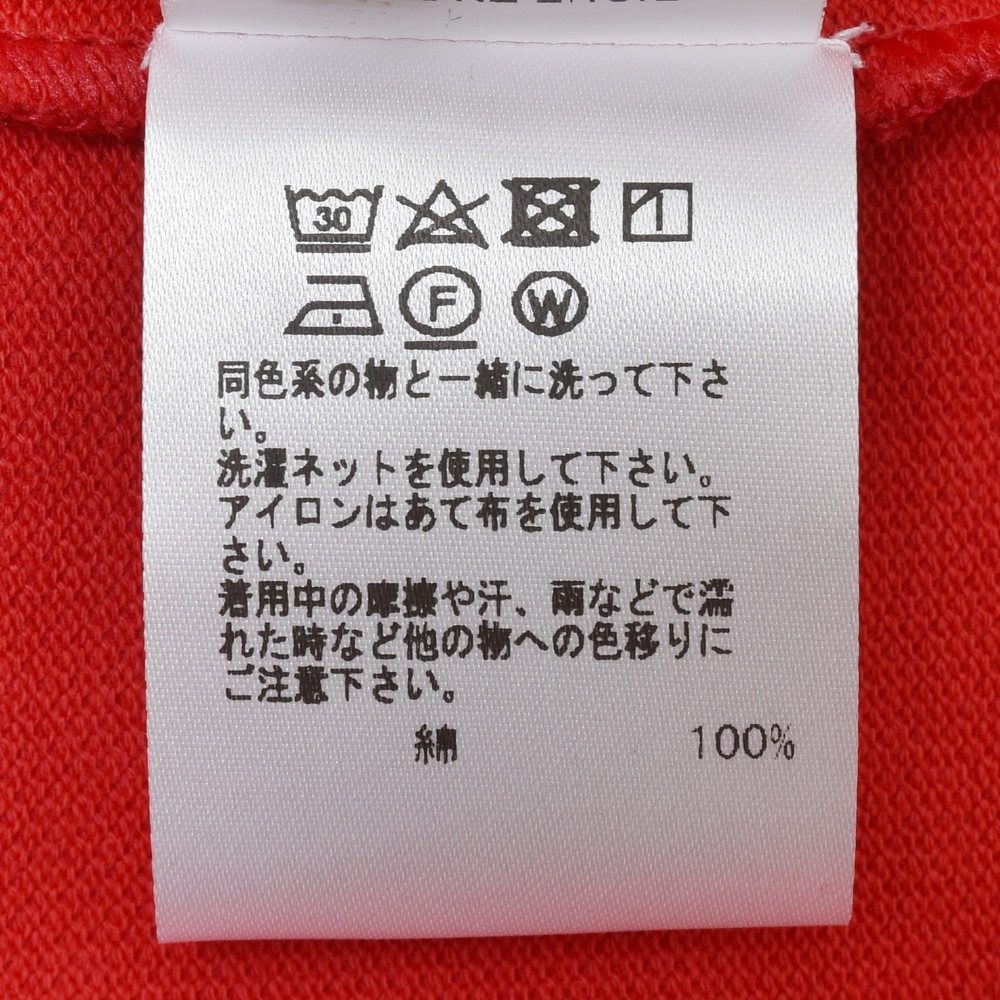 30
F W
同色系の物と一緒に洗って下さ
い。
洗濯ネットを使用して下さい。
アイロンはあて布を使用して下
さい。
着用中の摩擦や汗、雨などで濡
れた時など他の物への色移りに
ご注意下さい。
綿 100%